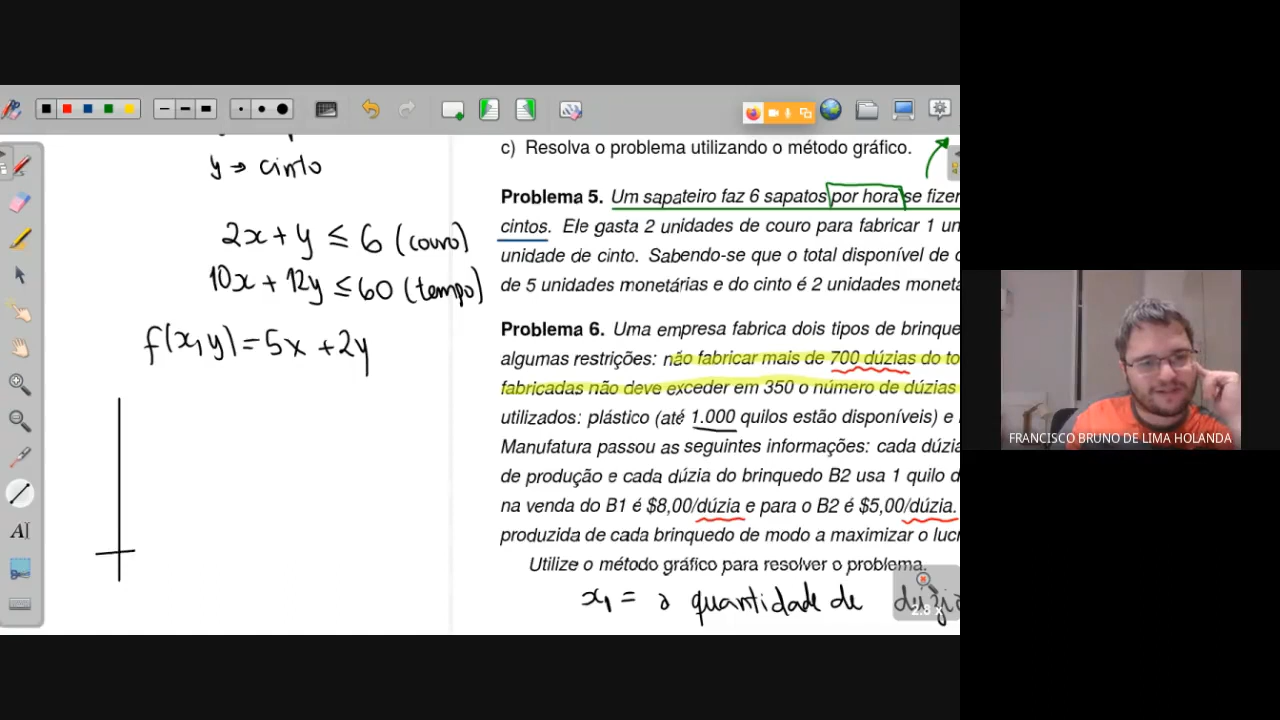 y → cinto
2x + y ≤ 6 (couro)
10x + 12y ≤ 60 (tempo)
f(x,y) = 5x + 2y
c) Resolva o problema utilizando o método gráfico.
Problema 5. Um sapateiro faz 6 sapatos por hora se fizer
cintos. Ele gasta 2 unidades de couro para fabricar 1 un
unidade de cinto. Sabendo-se que o total disponível de c
de 5 unidades monetárias e do cinto é 2 unidades monetá
Problema 6. Uma empresa fabrica dois tipos de brinque
algumas restrições: não fabricar mais de 700 dúzias do to
fabricadas não deve exceder em 350 o número de dúzias
utilizados: plástico (até 1.000 quilos estão disponíveis) e
Manufatura passou as seguintes informações: cada dúzia
de produção e cada dúzia do brinquedo B2 usa 1 quilo d
na venda do B1 é $8,00/dúzia e para o B2 é $5,00/dúzia.
produzida de cada brinquedo de modo a maximizar o luc
Utilize o método gráfico para resolver o problema.
x₁ = a quantidade de dúzia
2.8 x
AI
FRANCISCO BRUNO DE LIMA HOLANDA